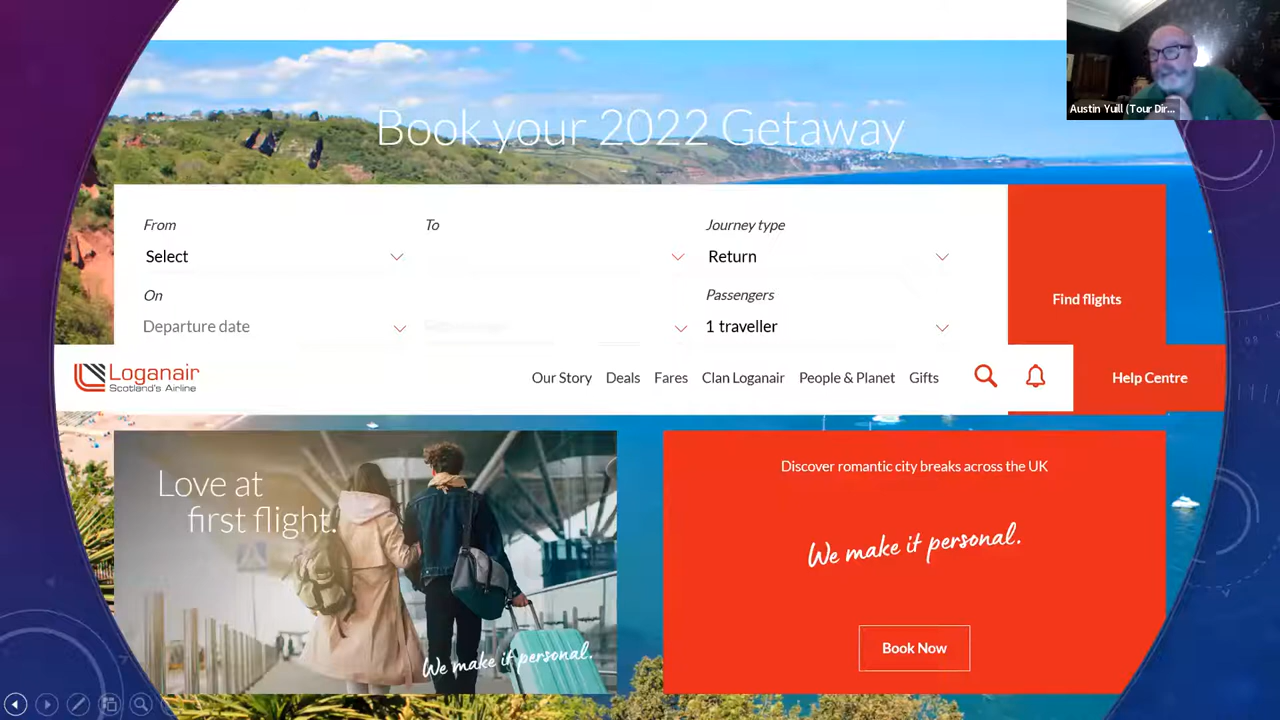 Book your 2022 Getaway
Austin Yuill (Tour Dir...
From To Journey type
Select Return
On Passengers
Departure date 1 traveller
Find flights
Loganair
Scotland's Airline
Our Story Deals Fares Clan Loganair People & Planet Gifts
Help Centre
Love at
first flight.
We make it personal.
Discover romantic city breaks across the UK
We make it personal.
Book Now